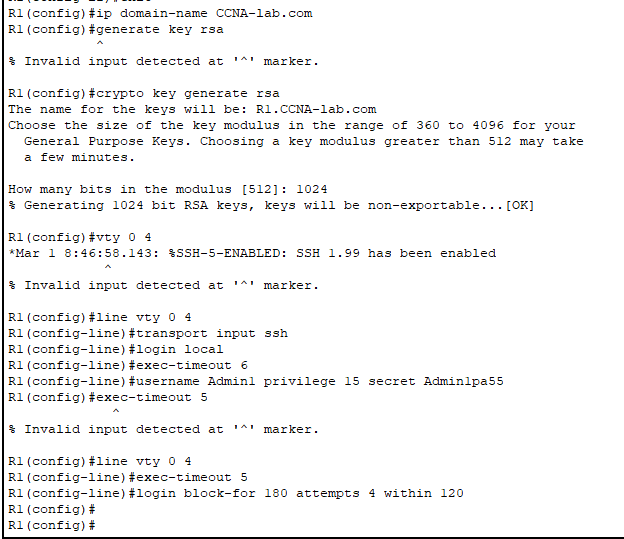 R1(config)#ip domain-name CCNA-lab.com
R1(config)#generate key rsa
^
% Invalid input detected at '^' marker.
R1(config)#crypto key generate rsa
The name for the keys will be: R1.CCNA-lab.com
Choose the size of the key modulus in the range of 360 to 4096 for your
General Purpose Keys. Choosing a key modulus greater than 512 may take
a few minutes.
How many bits in the modulus [512]: 1024
% Generating 1024 bit RSA keys, keys will be non-exportable...[OK]
R1(config)#vty 0 4
*Mar 1 8:46:58.143: %SSH-5-ENABLED: SSH 1.99 has been enabled
^
% Invalid input detected at '^' marker.
R1(config)#line vty 0 4
R1(config-line)#transport input ssh
R1(config-line)#login local
R1(config-line)#exec-timeout 6
R1(config-line)#username Admin1 privilege 15 secret Admin1pa55
R1(config)#exec-timeout 5
^
% Invalid input detected at '^' marker.
R1(config)#line vty 0 4
R1(config-line)#exec-timeout 5
R1(config-line)#login block-for 180 attempts 4 within 120
R1(config)#
R1(config)#